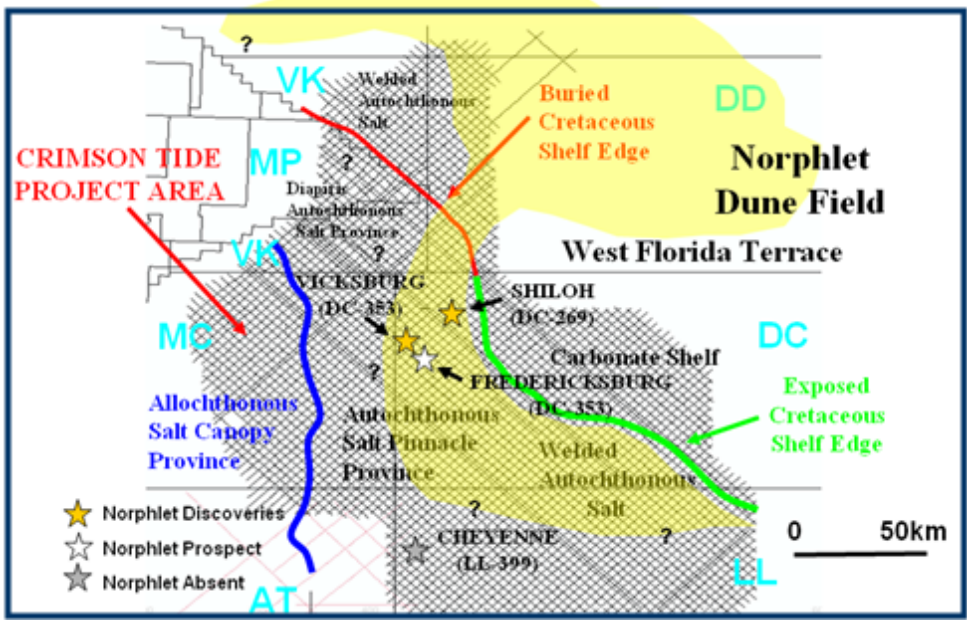 ?
VK
Welded
Autochthonous
Salt
Buried
Cretaceous
Shelf Edge
DD
Norphlet
Dune Field
CRIMSON TIDE
PROJECT AREA
MP
?
Diapiric
Autochthonous
Salt Province
VK
?
West Florida Terrace
VICKSBURG
(DC-353)
SHILOH
(DC-269)
MC
DC
?
Carbonate Shelf
FREDERICKSBURG
(DC-353)
Exposed
Cretaceous
Shelf Edge
Allochthonous
Salt Canopy
Province
Autochthonous
Salt Pinnacle
Province
Welded
Autochthonous
Salt
Norphlet Discoveries
Norphlet Prospect
Norphlet Absent
?
?
CHEYENNE
(LL-399)
0 50km
LL
AT